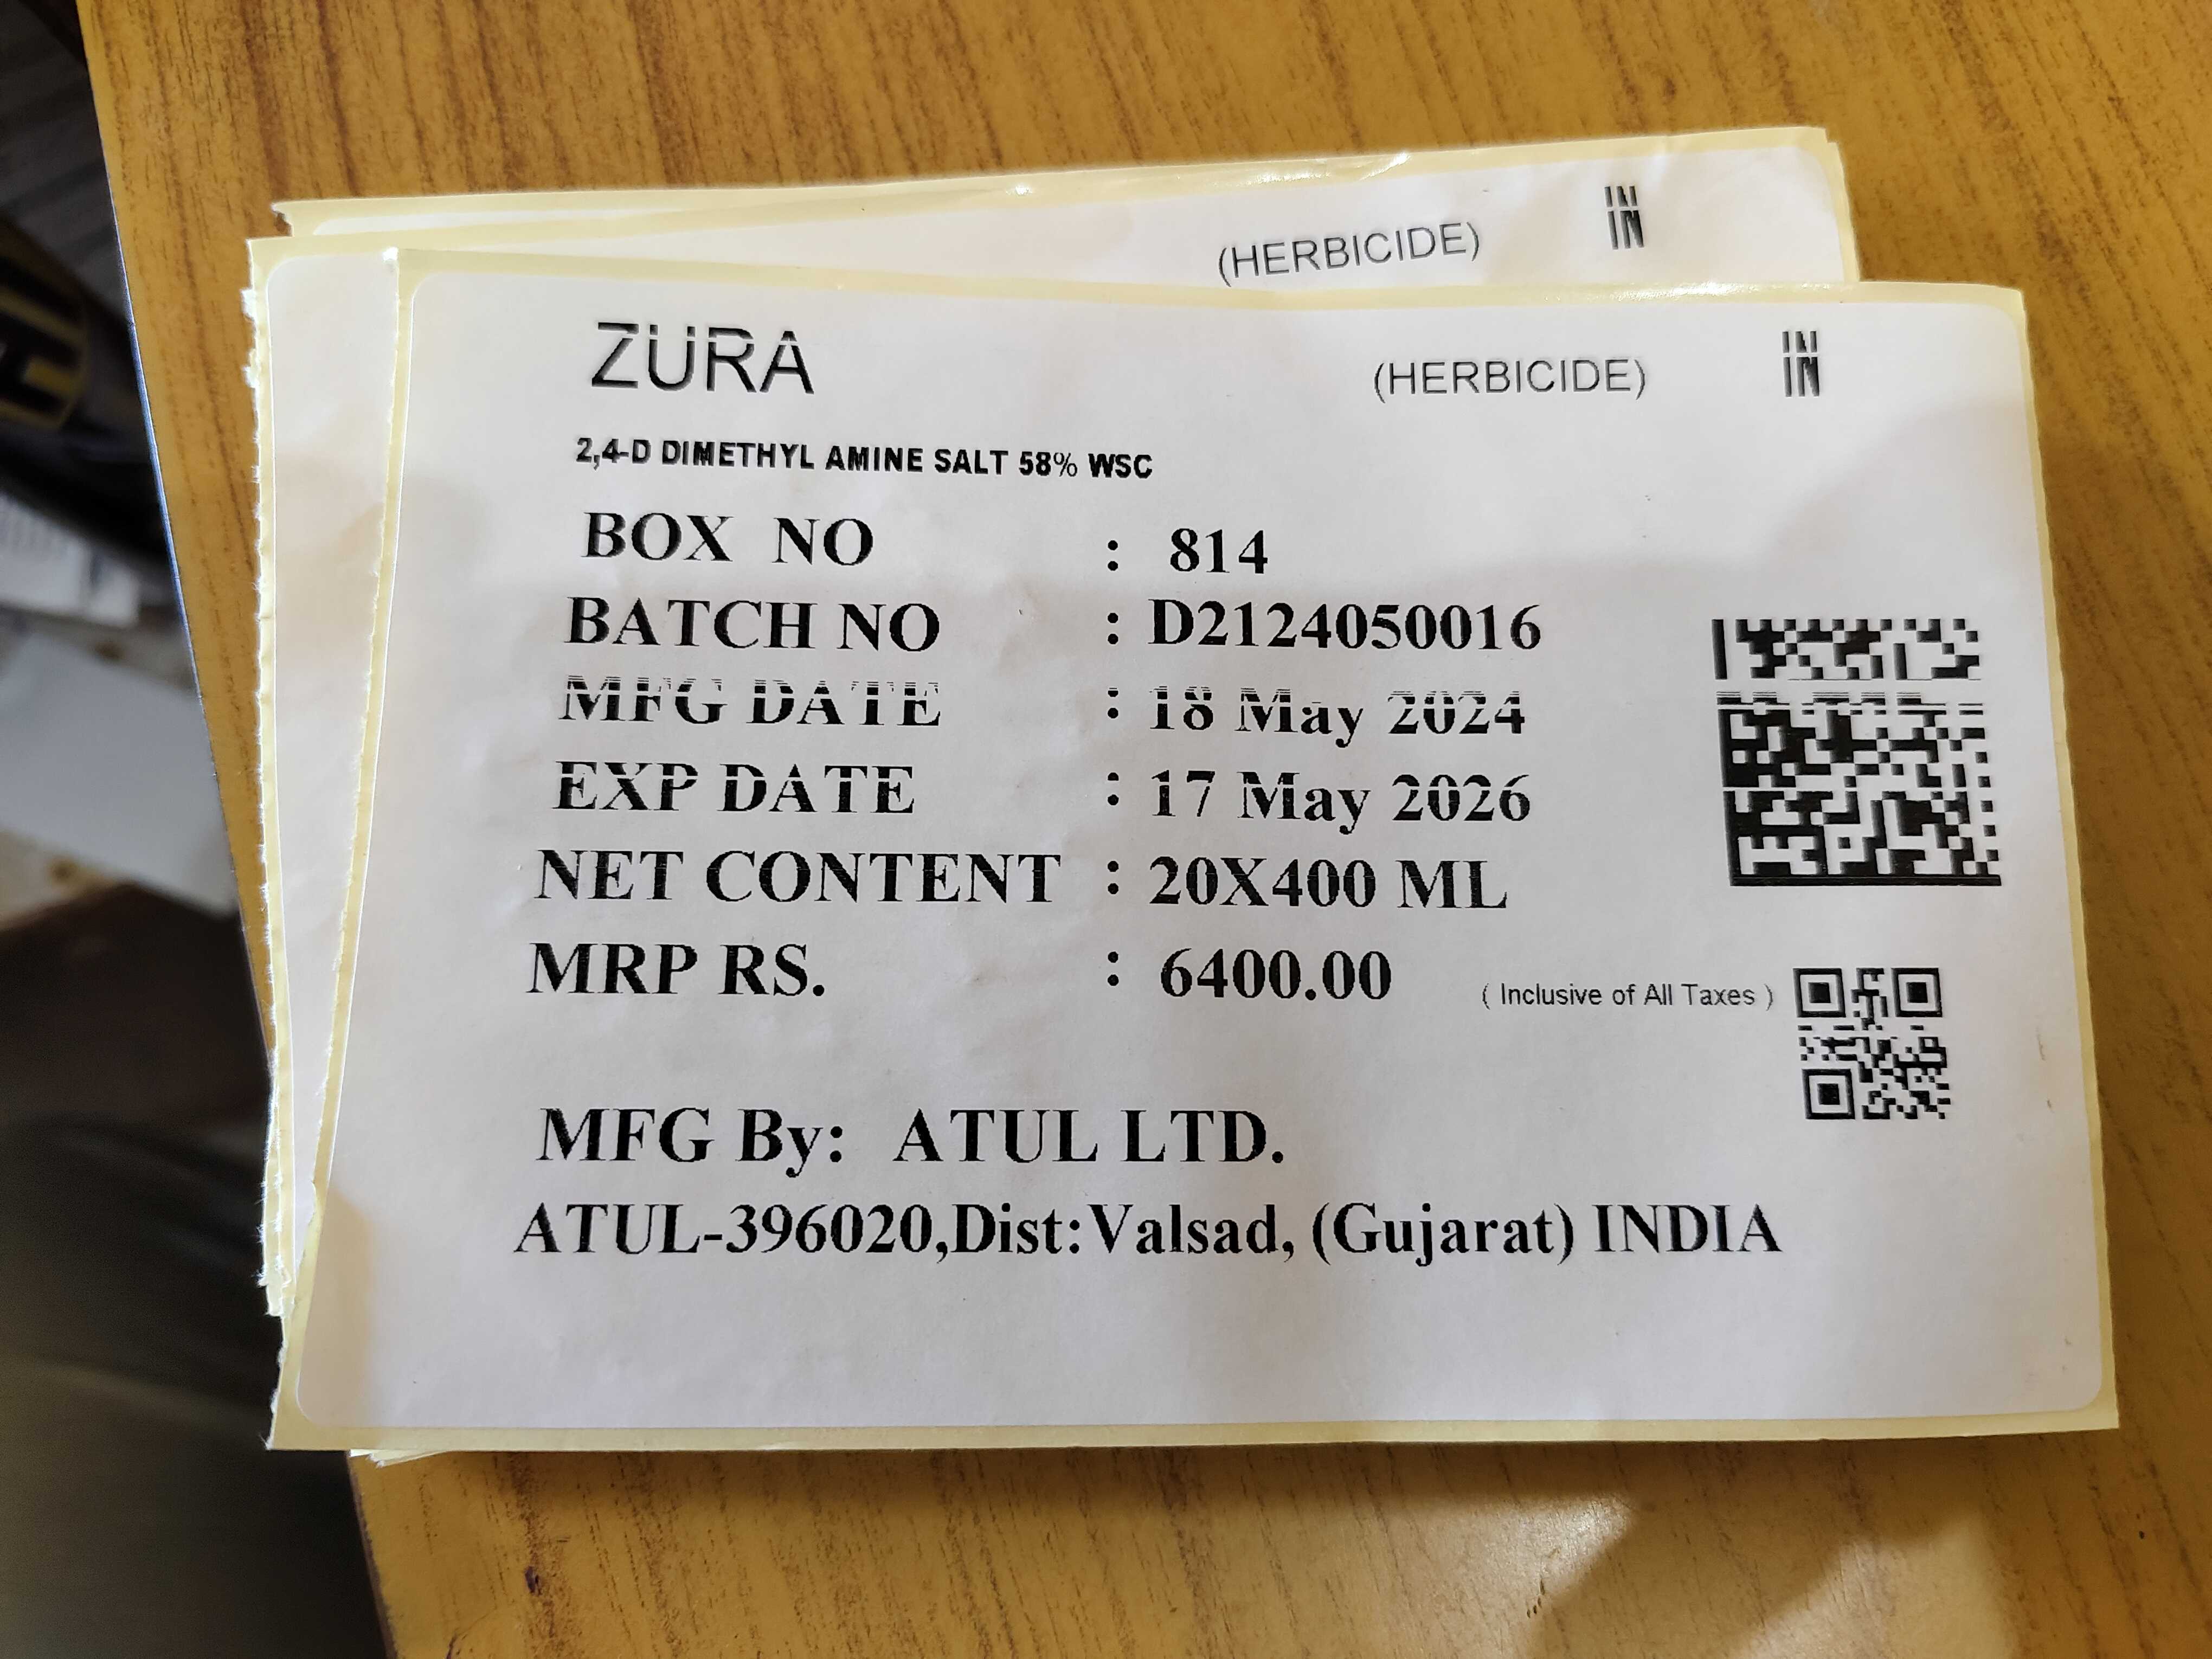 (HERBICIDE) IN
ZURA (HERBICIDE) IN
2,4-D DIMETHYL AMINE SALT 58% WSC
BOX NO : 814
BATCH NO : D2124050016
MFG DATE : 18 May 2024
EXP DATE : 17 May 2026
NET CONTENT : 20X400 ML
MRP RS. : 6400.00 ( Inclusive of All Taxes )
MFG By: ATUL LTD.
ATUL-396020,Dist:Valsad, (Gujarat) INDIA